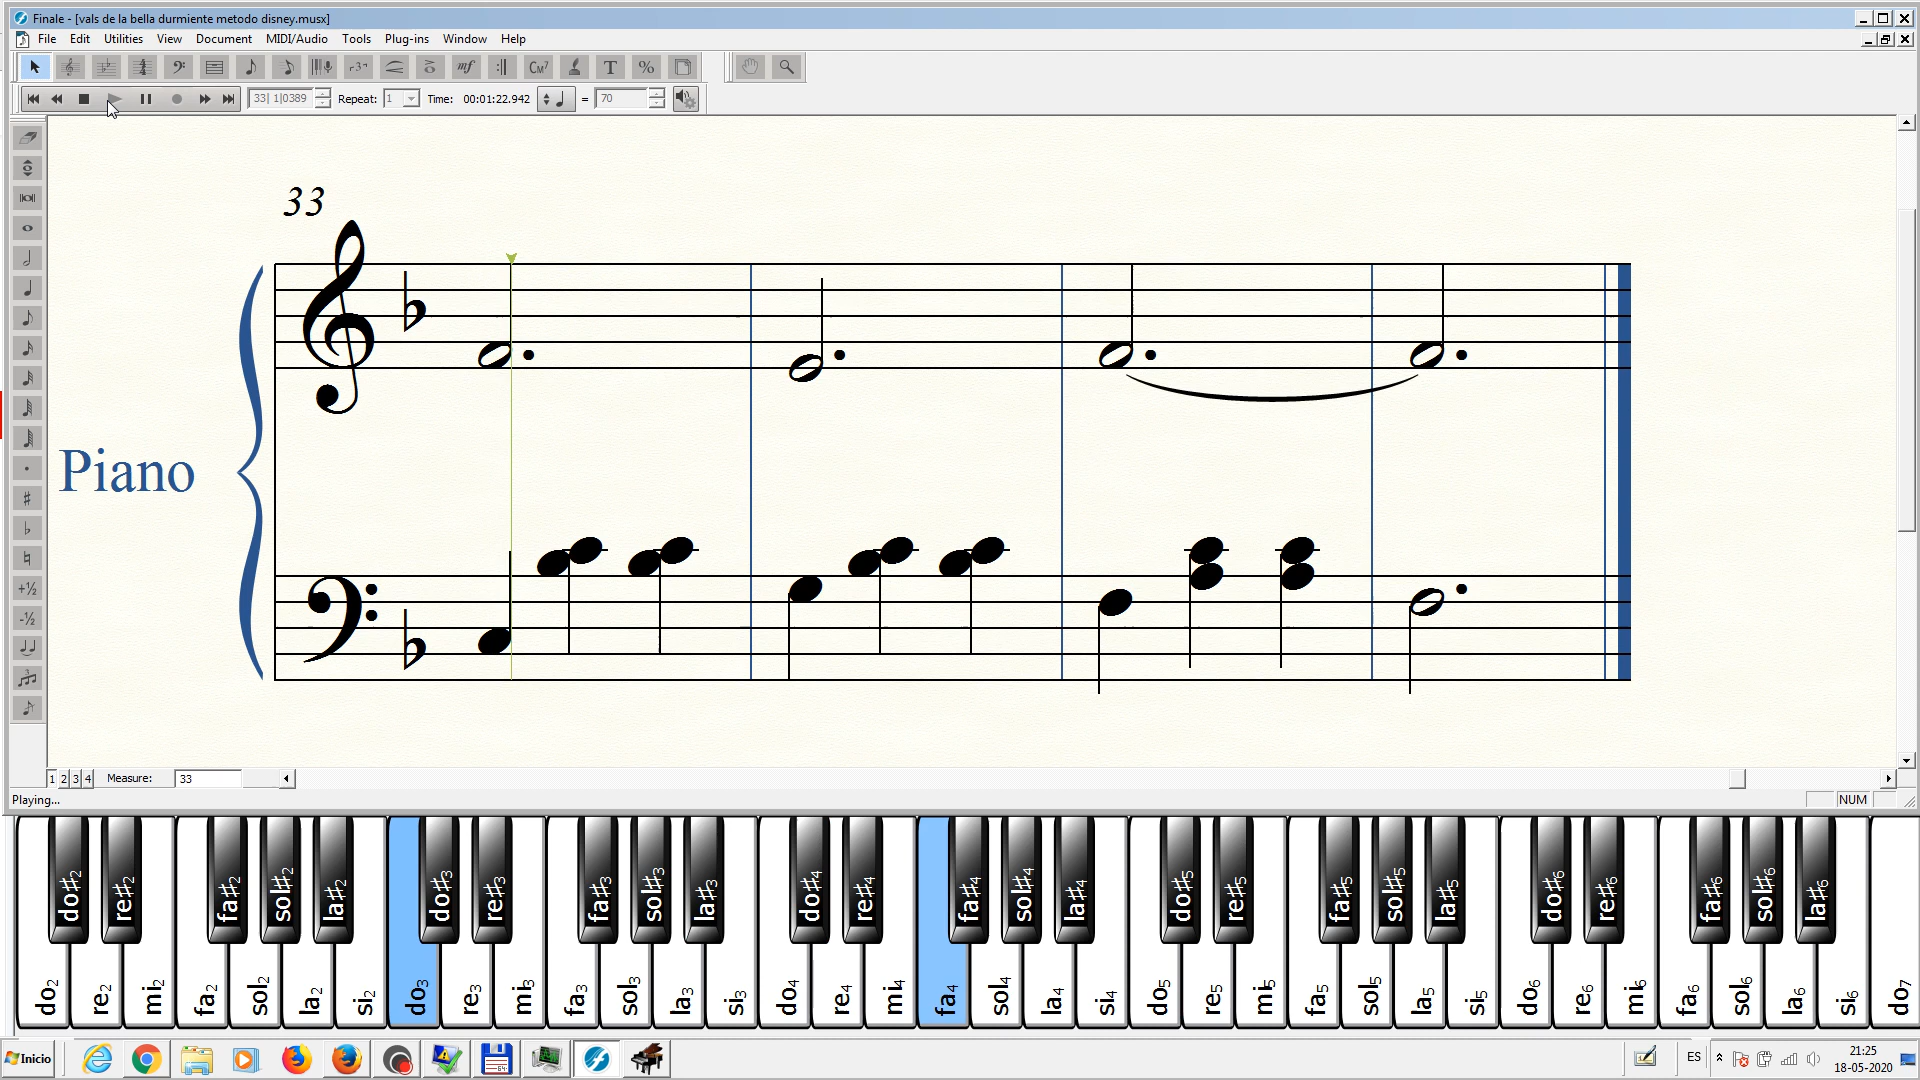 Finale - [vals de la bella durmiente metodo disney.musx]
File Edit Utilities View Document MIDI/Audio Tools Plug-ins Window Help
CM7 T %
33| 1|0389 Repeat: 1 Time: 00:01:22.942 = 70
33
Piano
1 2 3 4 Measure: 33
Playing...
NUM
do#2 re#2 fa#2 sol#2 la#2 do#3 re#3 fa#3 sol#3 la#3 do#4 re#4 fa#4 sol#4 la#4 do#5 re#5 fa#5 sol#5 la#5 do#6 re#6 fa#6 sol#6 la#6
do2 re2 mi2 fa2 sol2 la2 si2 do3 re3 mi3 fa3 sol3 la3 si3 do4 re4 mi4 fa4 sol4 la4 si4 do5 re5 mi5 fa5 sol5 la5 si5 do6 re6 mi6 fa6 sol6 la6 si6 do7
Inicio
ES
21:25
18-05-2020